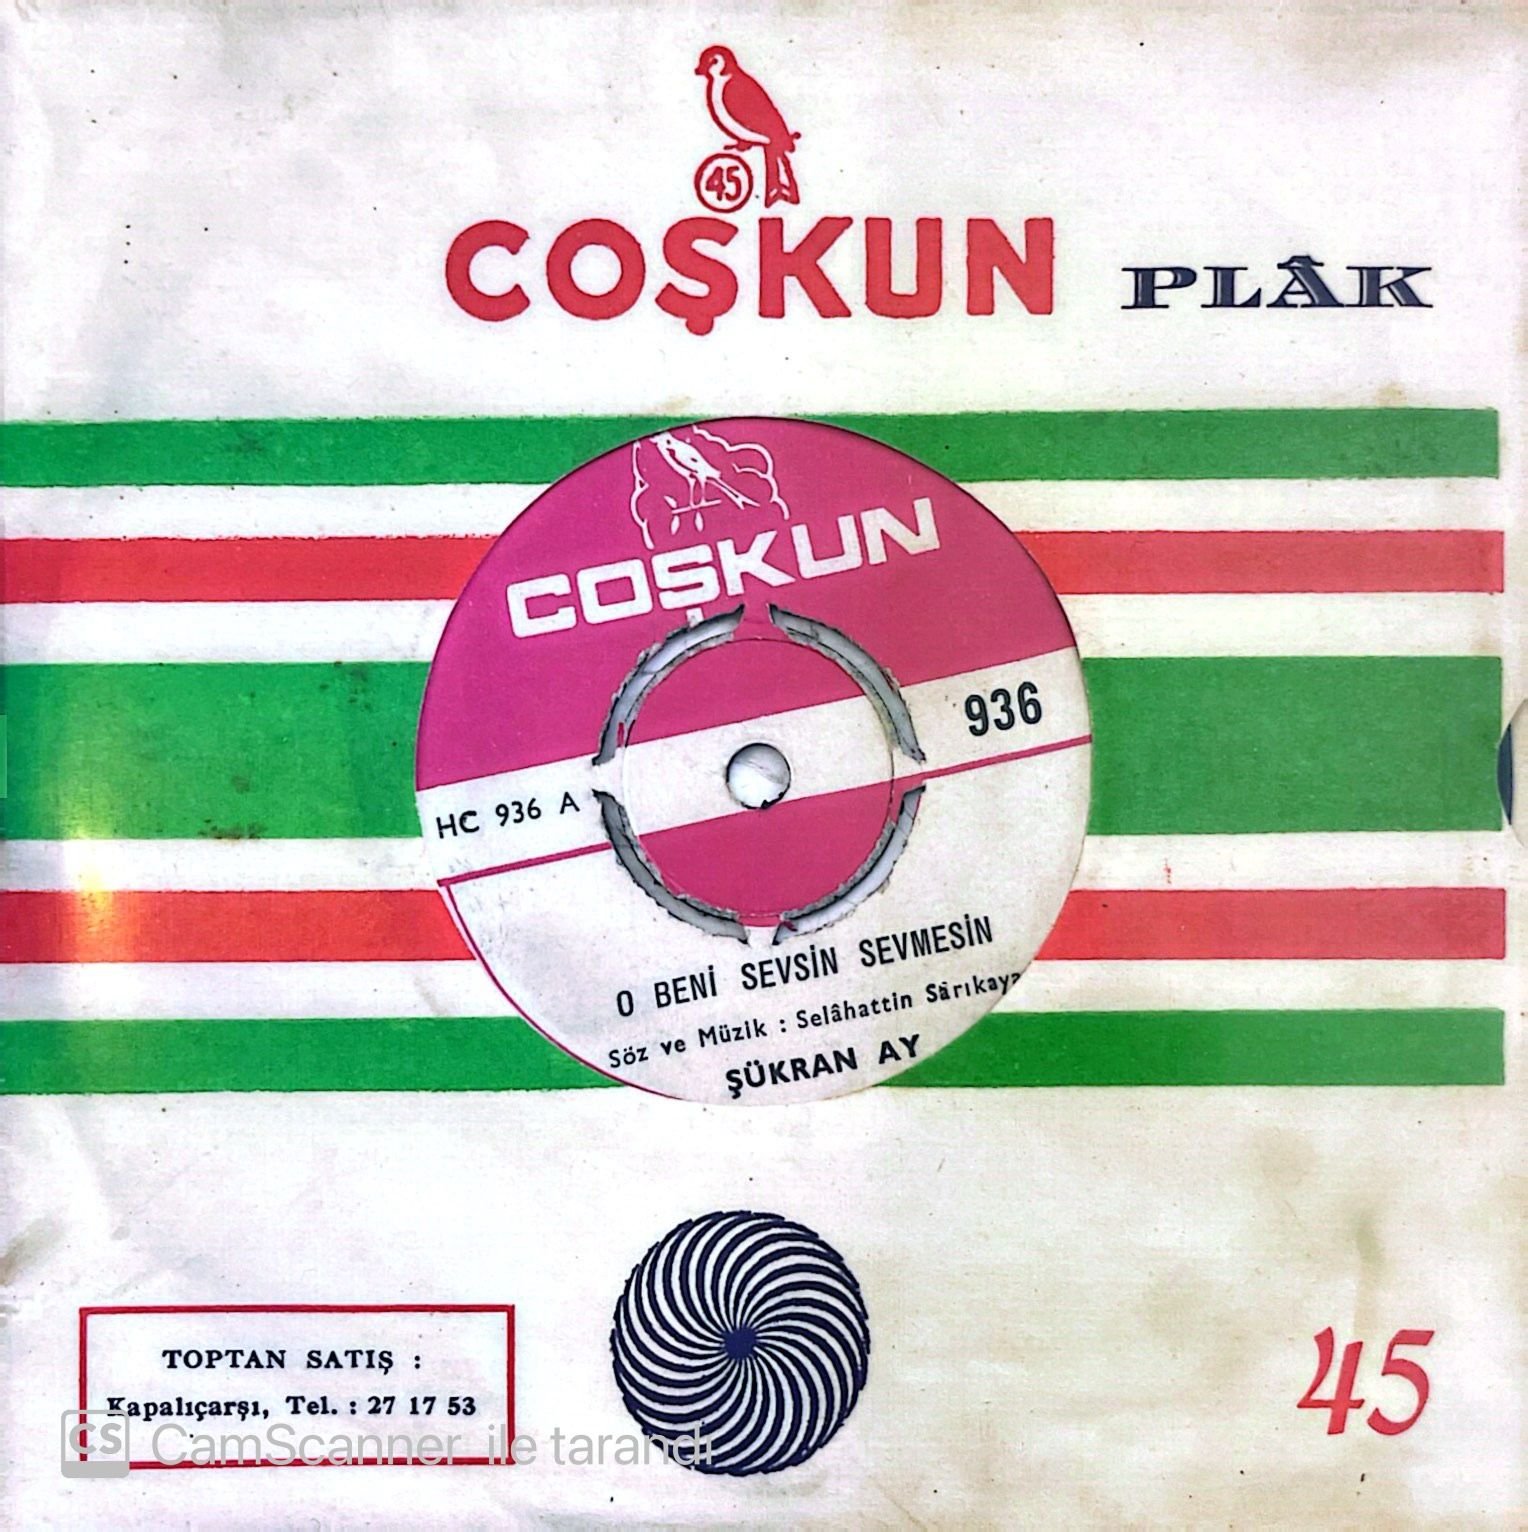 45
COŞKUN PLÂK
COŞKUN
936
HC 936 A
O BENİ SEVSİN SEVMESİN
Söz ve Müzik : Selâhattin Sarıkaya
ŞÜKRAN AY
TOPTAN SATIŞ :
Kapalıçarşı, Tel. : 27 17 53
45
CS CamScanner ile tarandı